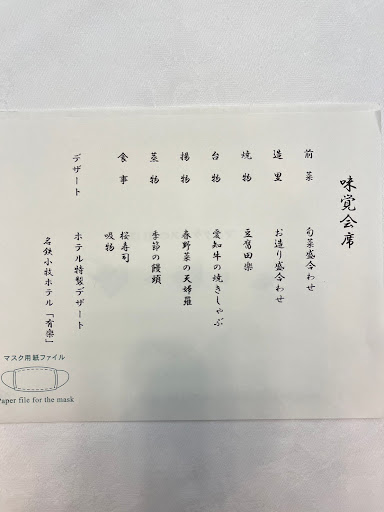 味覚会席
前菜 旬菜盛合わせ
造里 お造り盛合わせ
焼物 豆腐田楽
台物 愛知牛の焼きしゃぶ
揚物 春野菜の天婦羅
蒸物 季節の饅頭
食事 桜寿司
吸物
デザート ホテル特製デザート
名鉄小牧ホテル「有楽」
マスク用紙ファイル
Paper file for the mask